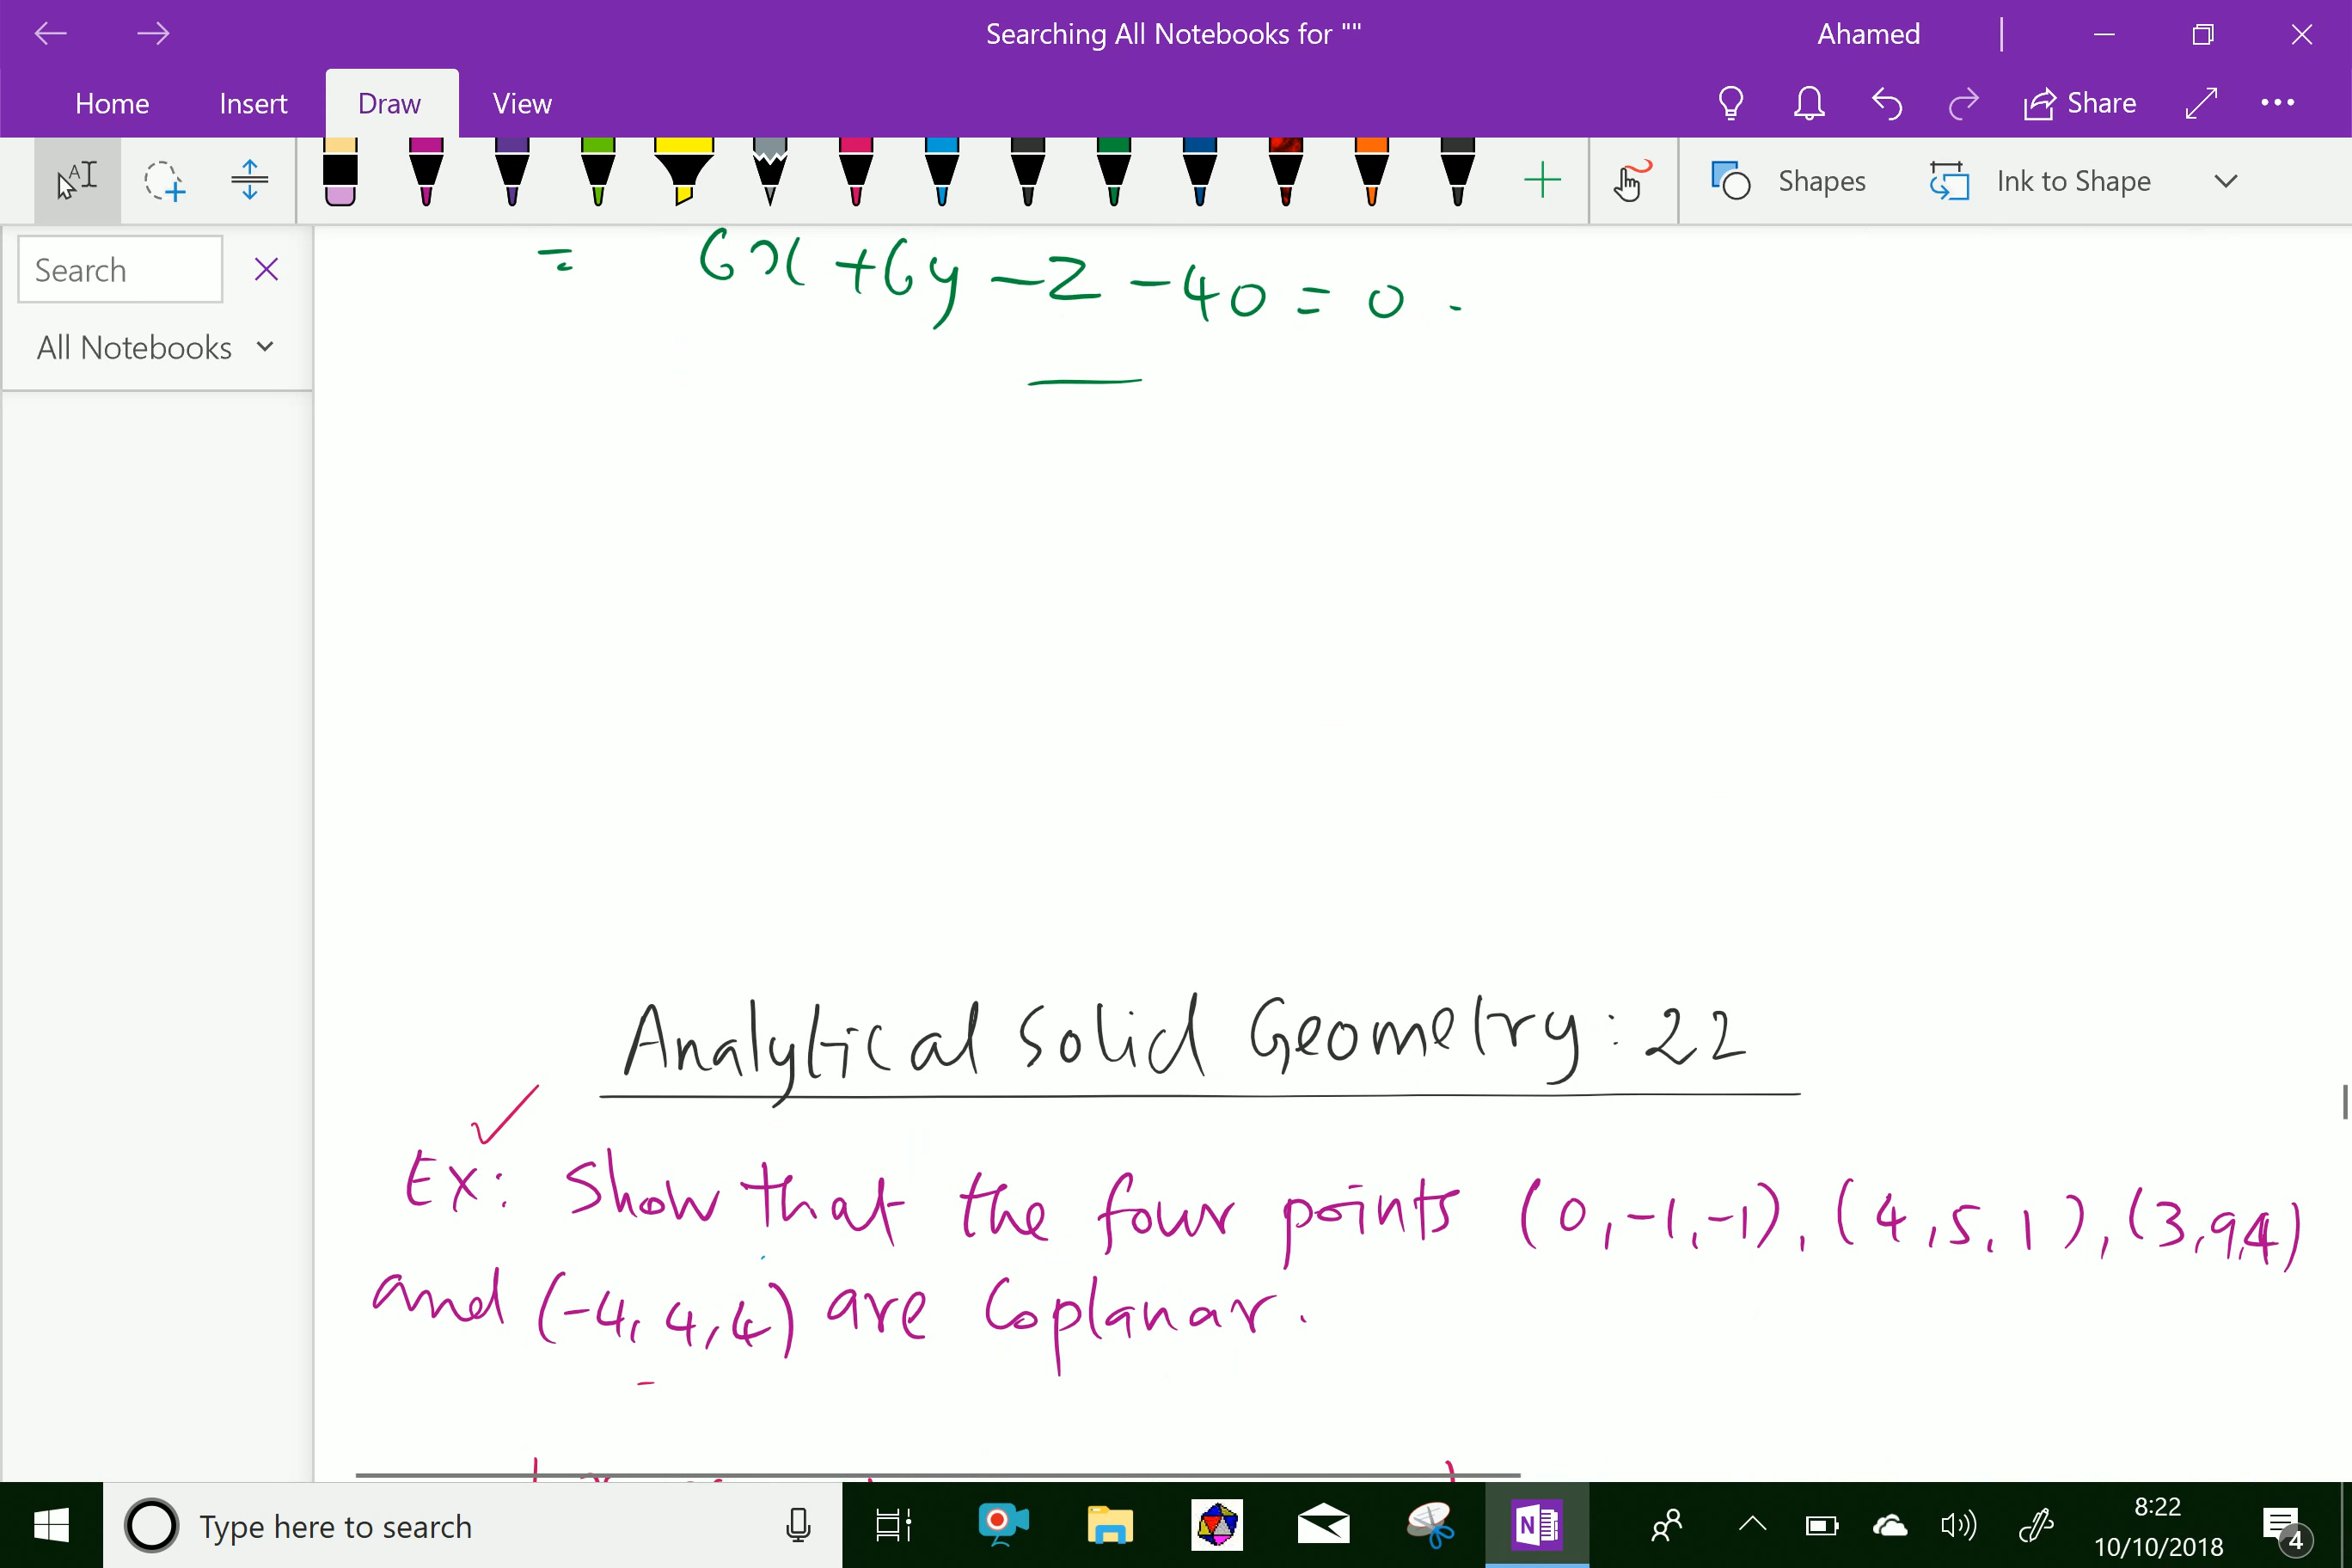 Searching All Notebooks for ""
Ahamed
Home Insert Draw View
Share
Shapes
Ink to Shape
Search
All Notebooks
= 6x + 6y - z - 40 = 0 .
Analytical Solid Geometry : 22
Ex: Show that the four points (0,-1,-1), (4,5,1), (3,9,4)
and (-4,4,4) are Coplanar.
Type here to search
8:22
10/10/2018
4